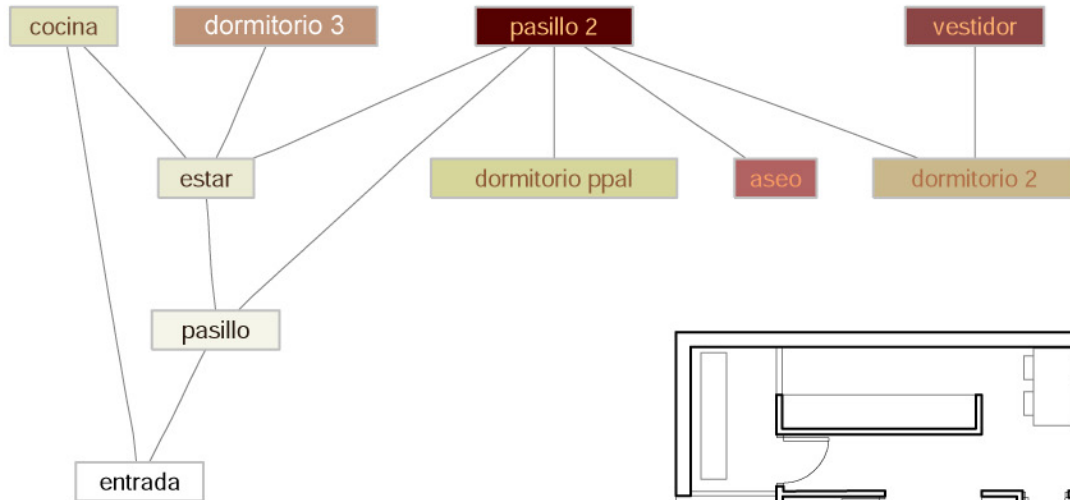 cocina
dormitorio 3
pasillo 2
vestidor
estar
dormitorio ppal
aseo
dormitorio 2
pasillo
entrada